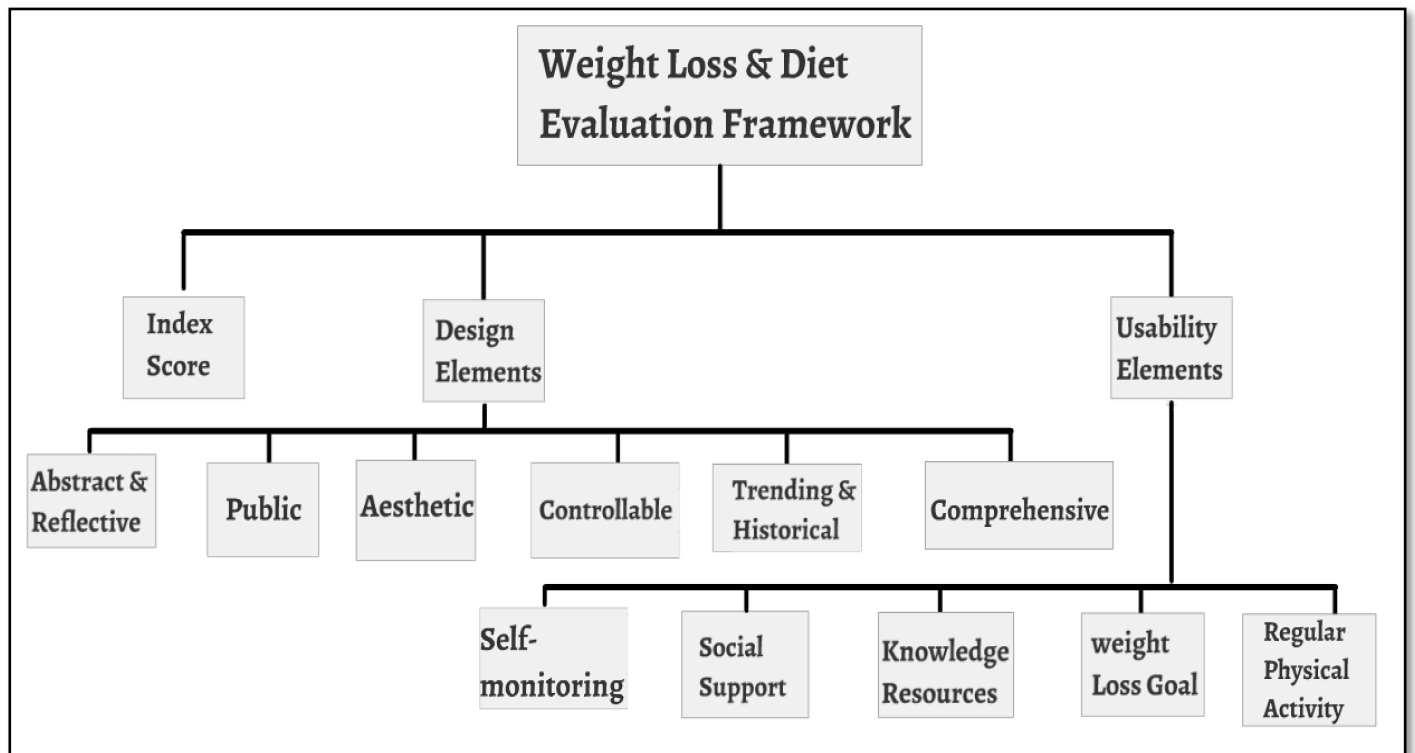 Weight Loss & Diet
Evaluation Framework
Index
Score
Design
Elements
Usability
Elements
Abstract &
Reflective
Public
Aesthetic
Controllable
Trending &
Historical
Comprehensive
Self-
monitoring
Social
Support
Knowledge
Resources
weight
Loss Goal
Regular
Physical
Activity